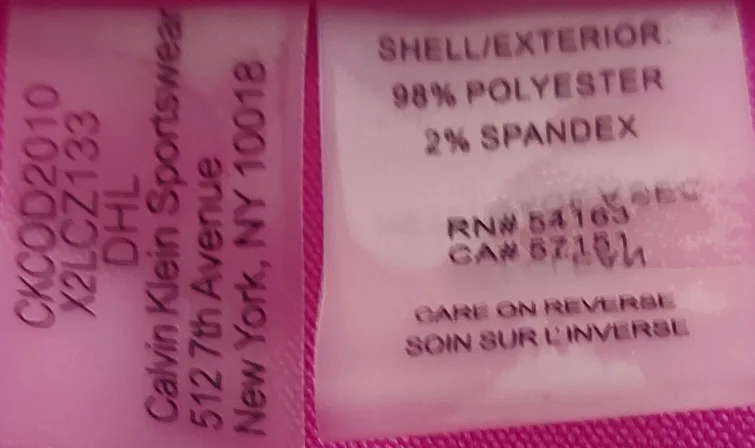 CKCOD2010
X2LCZ133
DHL
Calvin Klein Sportswear
512 7th Avenue
New York, NY 10018
SHELL/EXTERIOR:
98% POLYESTER
2% SPANDEX
RN# 54163
CA# 57151
CARE ON REVERSE
SOIN SUR L'INVERSE